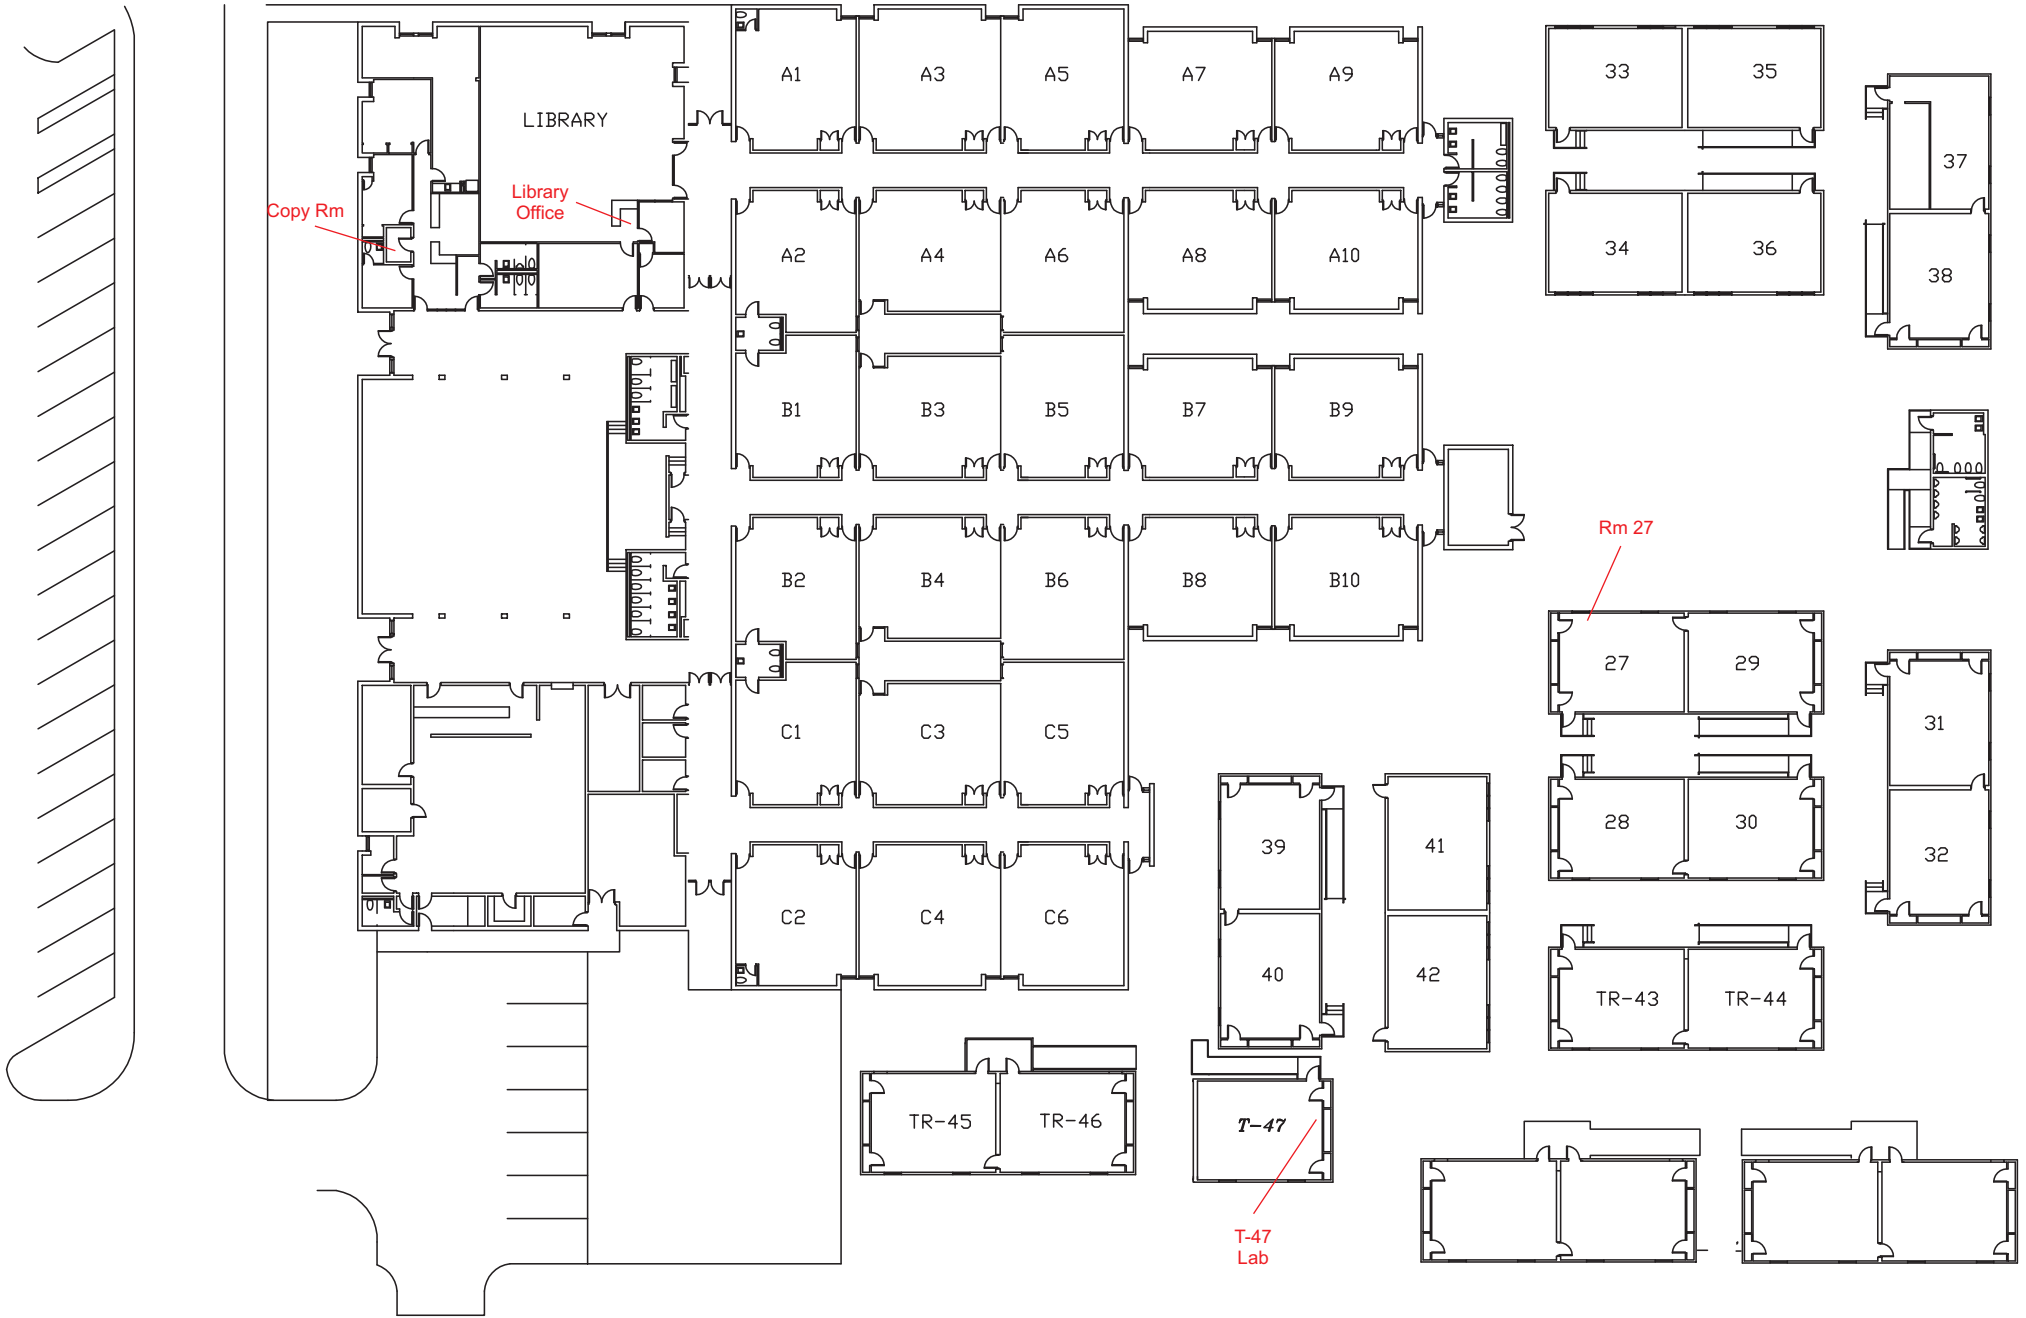 A1
A3
A5
A7
A9
33
35
LIBRARY
37
Library
Office
Copy Rm
A2
A4
A6
A8
A10
34
36
38
B1
B3
B5
B7
B9
Rm 27
B2
B4
B6
B8
B10
27
29
31
C1
C3
C5
28
30
39
41
32
C2
C4
C6
40
42
TR-43
TR-44
TR-45
TR-46
T-47
T-47
Lab